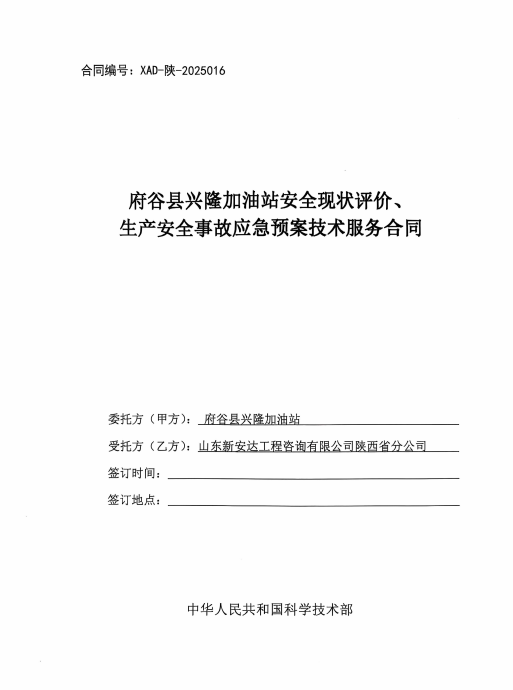 合同编号：XAD-陕-2025016
府谷县兴隆加油站安全现状评价、
生产安全事故应急预案技术服务合同
委托方（甲方）：府谷县兴隆加油站
受托方（乙方）：山东新安达工程咨询有限公司陕西省分公司
签订时间：
签订地点：
中华人民共和国科学技术部